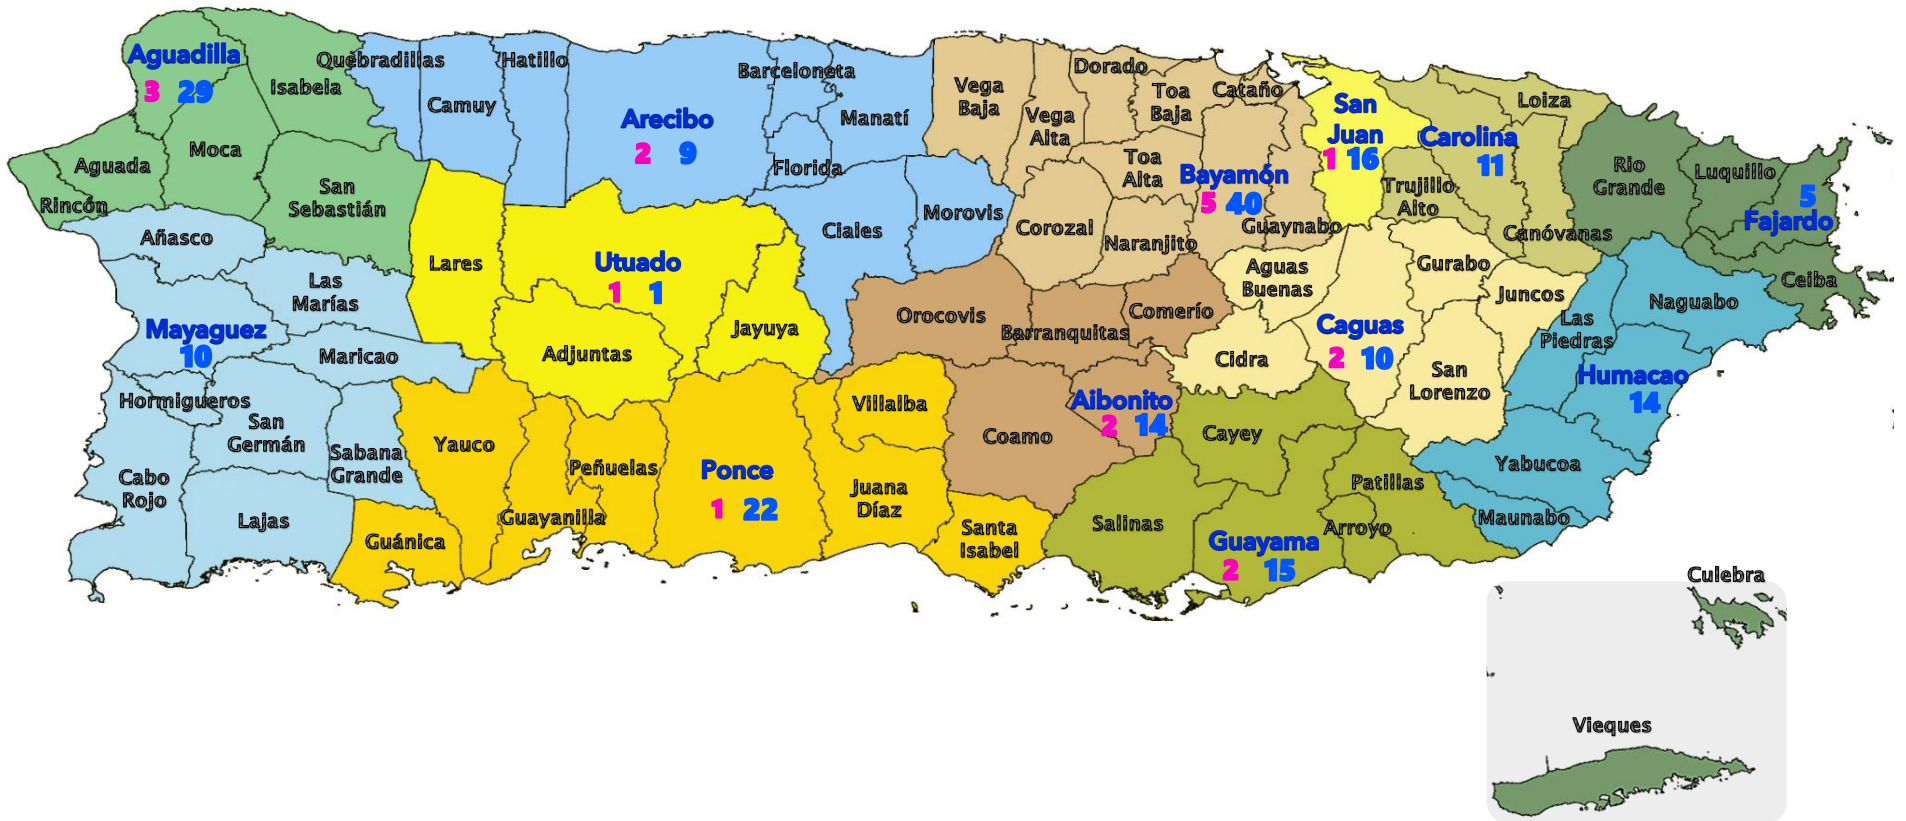 Aguadilla
3 29
Isabela
Quebradillas
Camuy
Hatillo
Arecibo
2 9
Barceloneta
Manatí
Florida
Vega
Baja
Vega
Alta
Dorado
Toa
Baja
Cataño
San
Juan
1 16
Carolina
11
Loiza
Rio
Grande
Luquillo
5
Fajardo
Ceiba
Aguada
Moca
Rincón
San
Sebastián
Añasco
Las
Marías
Lares
Utuado
1 1
Ciales
Morovis
Corozal
Toa
Alta
Naranjito
Bayamón
5 40
Guaynabo
Trujillo
Alto
Canóvanas
Mayaguez
10
Maricao
Adjuntas
Jayuya
Orocovis
Barranquitas
Comerío
Aguas
Buenas
Gurabo
Juncos
Cidra
Caguas
2 10
San
Lorenzo
Las
Piedras
Naguabo
Humacao
14
Hormigueros
San
Germán
Sabana
Grande
Cabo
Rojo
Lajas
Yauco
Guánica
Guayanilla
Peñuelas
Ponce
1 22
Villalba
Juana
Díaz
Coamo
Santa
Isabel
Aibonito
2 14
Cayey
Salinas
Guayama
2 15
Arroyo
Patillas
Yabucoa
Maunabo
Culebra
Vieques